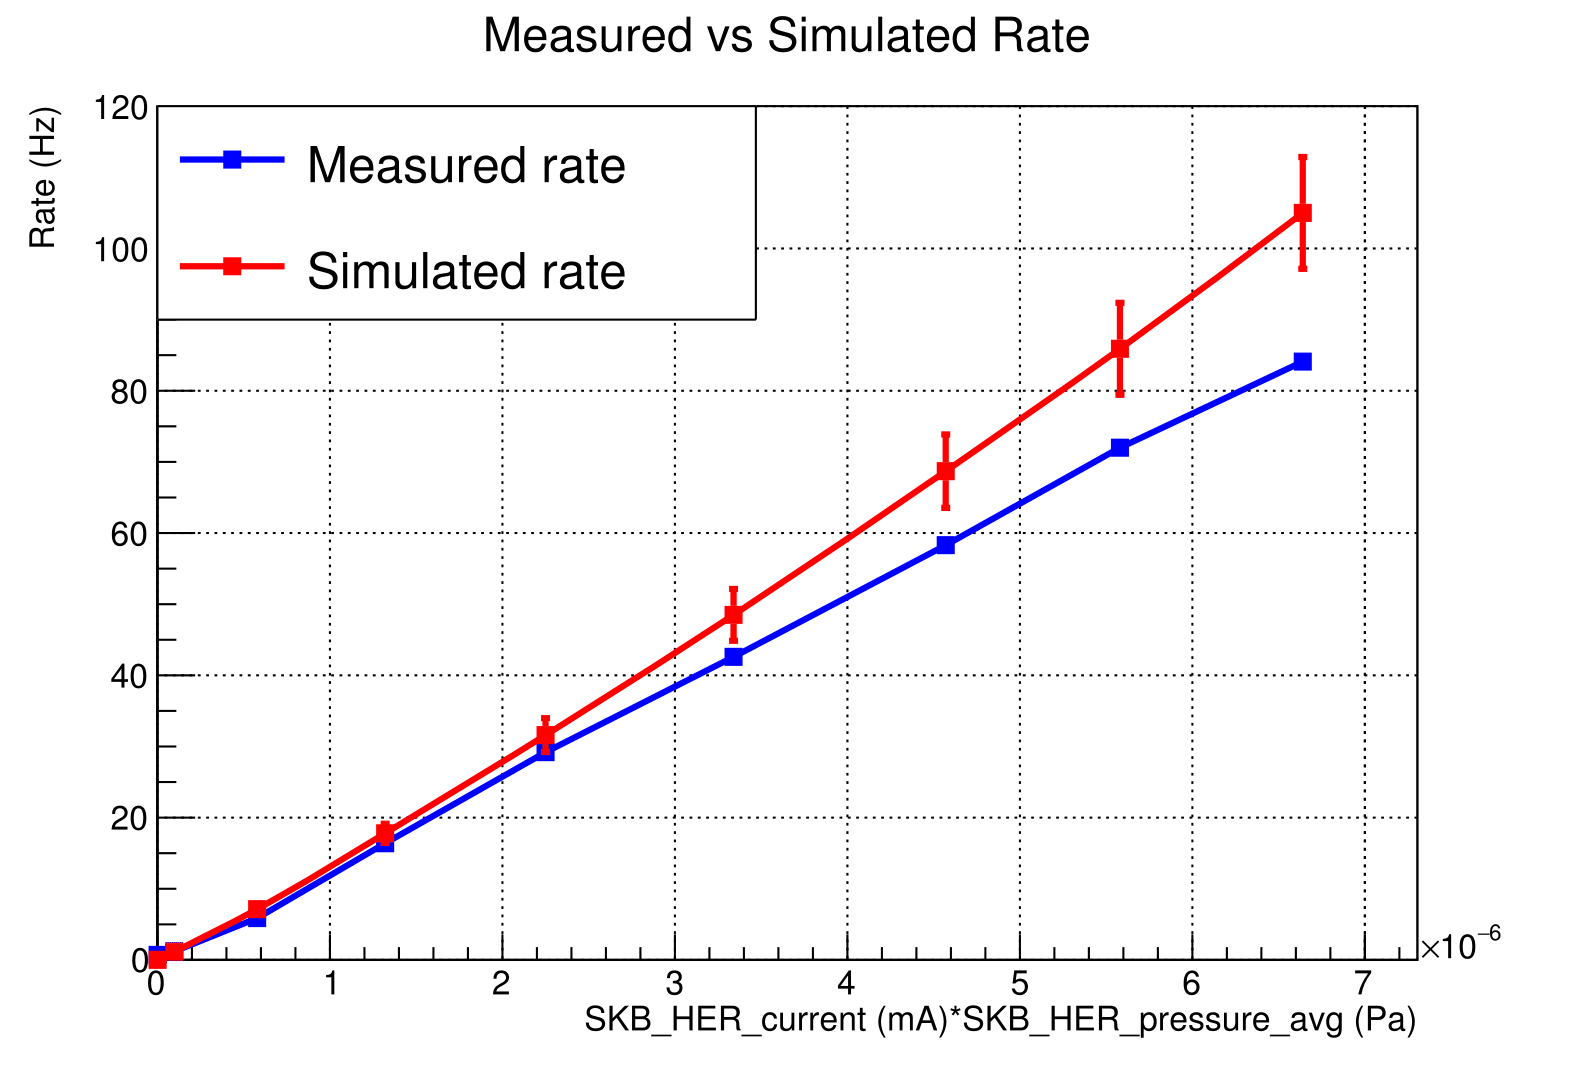 Measured vs Simulated Rate
Rate (Hz)
120
100
80
60
40
20
0
Measured rate
Simulated rate
0 1 2 3 4 5 6 7
×10⁻⁶
SKB_HER_current (mA)*SKB_HER_pressure_avg (Pa)